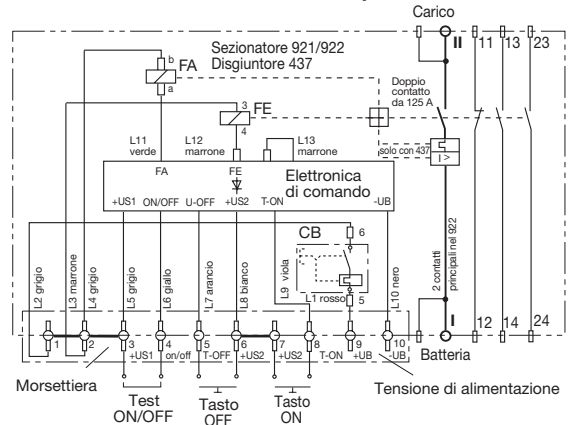 Carico
b
Sezionatore 921/922
Disgiuntore 437
II
11
13
23
FA
a
Doppio
contatto
da 125 A
3
FE
4
L11
verde
L12
marrone
L13
marrone
solo con 437
I >
FA
FE
Elettronica
di comando
+US1
ON/OFF
U-OFF
+US2
T-ON
-UB
CB
6
L2 grigio
L3 marrone
L4 grigio
L5 grigio
L6 giallo
L7 arancio
L8 bianco
L9 viola
L1 rosso
5
L10 nero
2 contatti
principali nel 922
I
12
14
24
1
2
3
4
5
6
7
8
9
10
+US1
on/off
T-OFF
+US2
+US2
T-ON
+UB
-UB
Batteria
Morsettiera
Tensione di alimentazione
Test
ON/OFF
Tasto
OFF
Tasto
ON